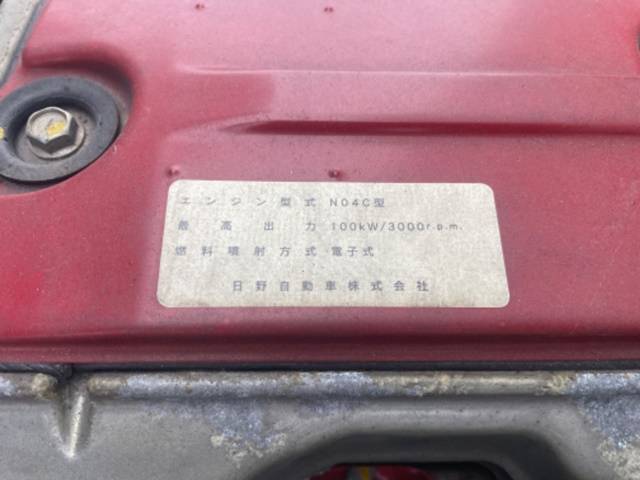 エンジン型式 N04C型
最高出力 100kW/3000r.p.m.
燃料噴射方式 電子式
日野自動車株式会社